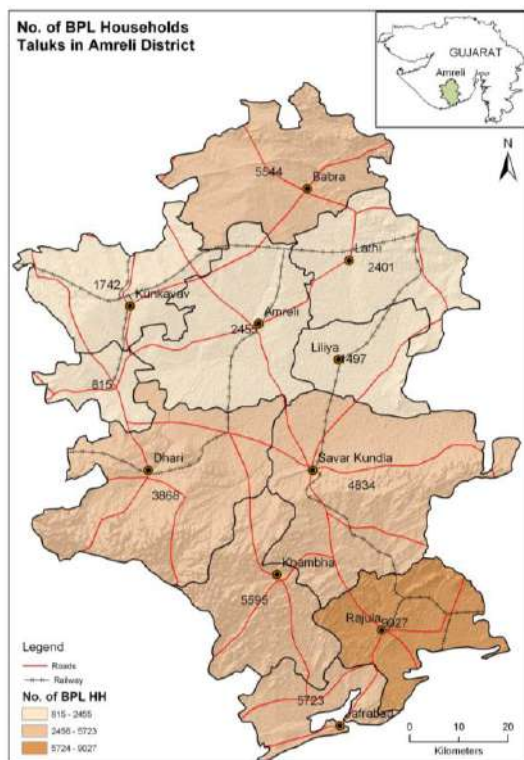 No. of BPL Households
Taluks in Amreli District
GUJARAT
Amreli
N
5544
Babra
Lathi
2401
1742
Kunkavav
Amreli
2455
Liliya
1497
815
Dhari
3868
Savar Kundla
4834
Khambha
5595
Rajula
9027
5723
Jafrabad
Legend
Roads
Railway
No. of BPL HH
815 - 2455
2456 - 5723
5724 - 9027
0 10 20
Kilometers